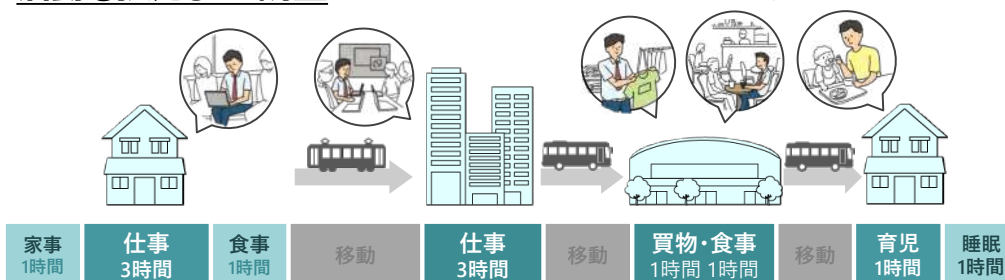 家事
1時間
仕事
3時間
食事
1時間
移動
仕事
3時間
移動
買物・食事
1時間 1時間
移動
育児
1時間
睡眠
1時間